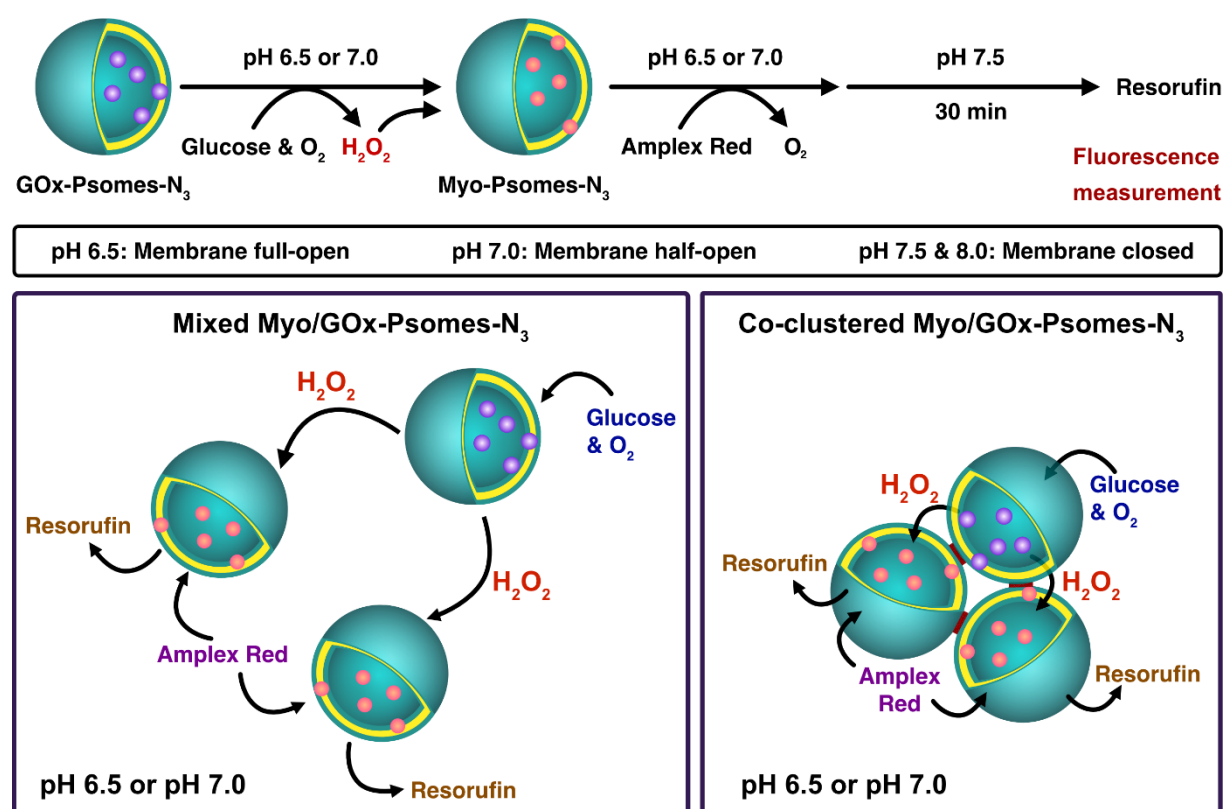 pH 6.5 or 7.0
pH 6.5 or 7.0
pH 7.5
Resorufin
30 min
Glucose & O₂
H₂O₂
Amplex Red
O₂
Fluorescence
measurement
GOx-Psomes-N₃
Myo-Psomes-N₃
pH 6.5: Membrane full-open
pH 7.0: Membrane half-open
pH 7.5 & 8.0: Membrane closed
Mixed Myo/GOx-Psomes-N₃
H₂O₂
Glucose
& O₂
Resorufin
H₂O₂
Amplex Red
Resorufin
pH 6.5 or pH 7.0
Co-clustered Myo/GOx-Psomes-N₃
H₂O₂
Glucose
& O₂
Resorufin
H₂O₂
Amplex
Red
Resorufin
pH 6.5 or pH 7.0